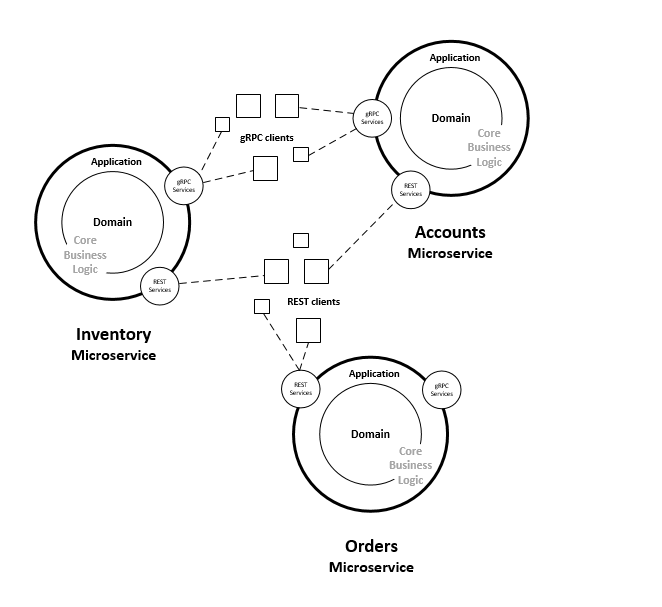 Application
Domain
Core
Business
Logic
gRPC
Services
REST
Services
Accounts
Microservice
gRPC clients
Application
Domain
Core
Business
Logic
gRPC
Services
REST
Services
Inventory
Microservice
REST clients
REST
Services
Application
gRPC
Services
Domain
Core
Business
Logic
Orders
Microservice